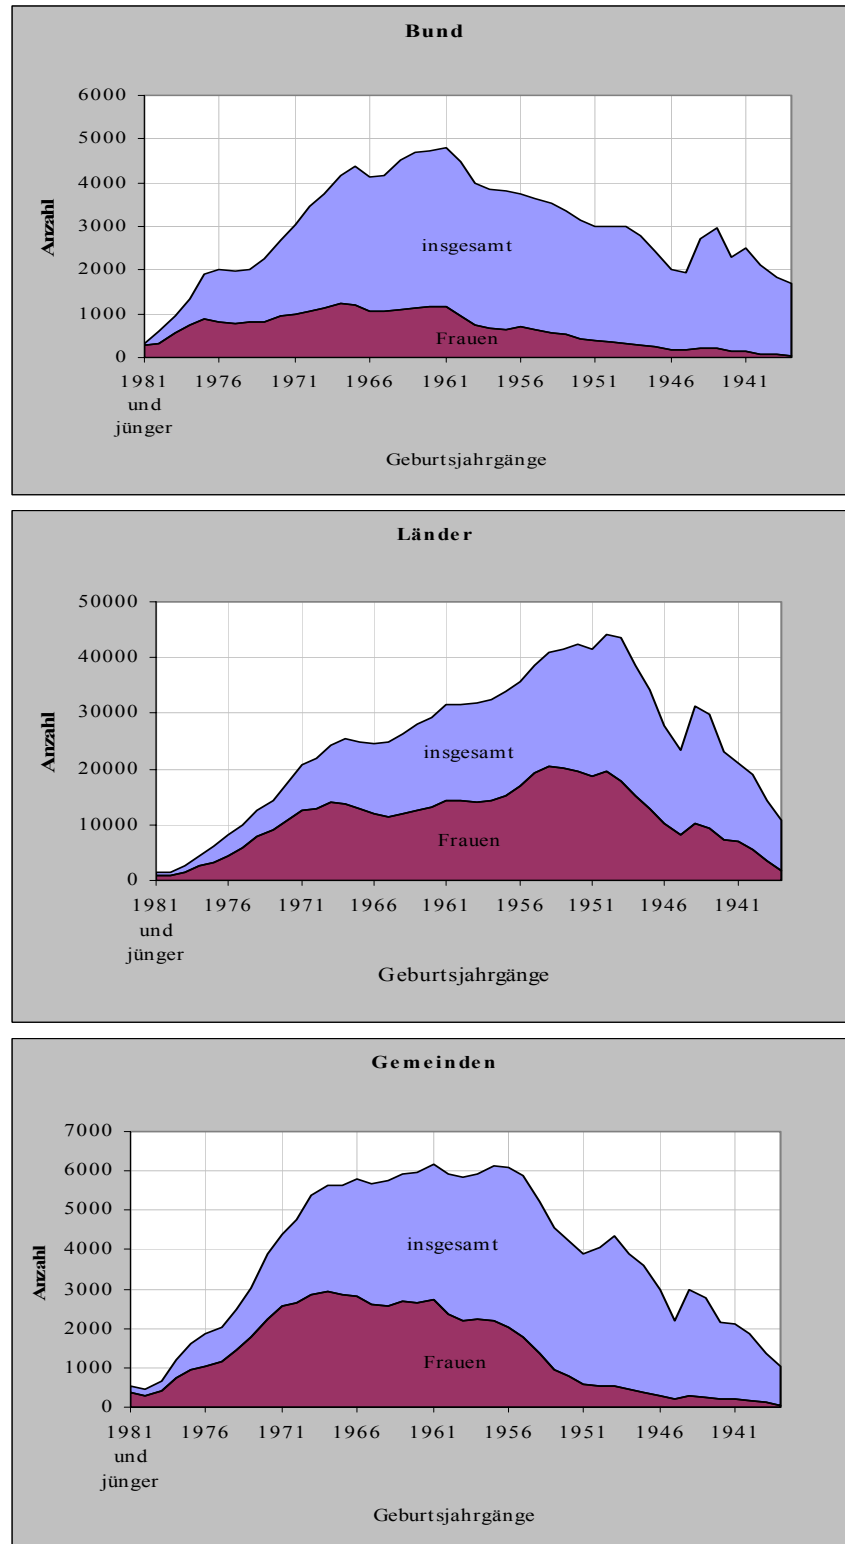 Bund
6000
5000
4000
3000
2000
1000
0
Anzahl
insgesamt
Frauen
1981 1976 1971 1966 1961 1956 1951 1946 1941
und
jünger
Geburtsjahrgänge
Länder
50000
40000
30000
20000
10000
0
Anzahl
insgesamt
Frauen
1981 1976 1971 1966 1961 1956 1951 1946 1941
und
jünger
Geburtsjahrgänge
Gemeinden
7000
6000
5000
4000
3000
2000
1000
0
Anzahl
insgesamt
Frauen
1981 1976 1971 1966 1961 1956 1951 1946 1941
und
jünger
Geburtsjahrgänge